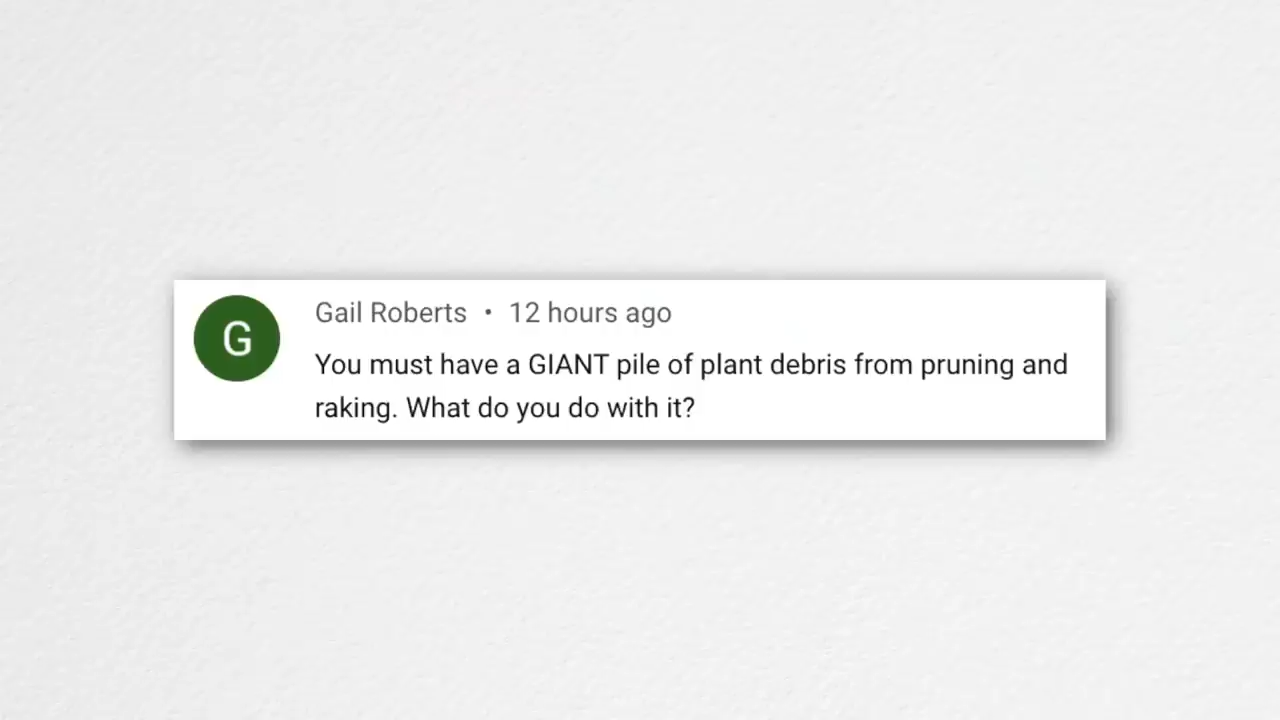 G
Gail Roberts • 12 hours ago
You must have a GIANT pile of plant debris from pruning and
raking. What do you do with it?